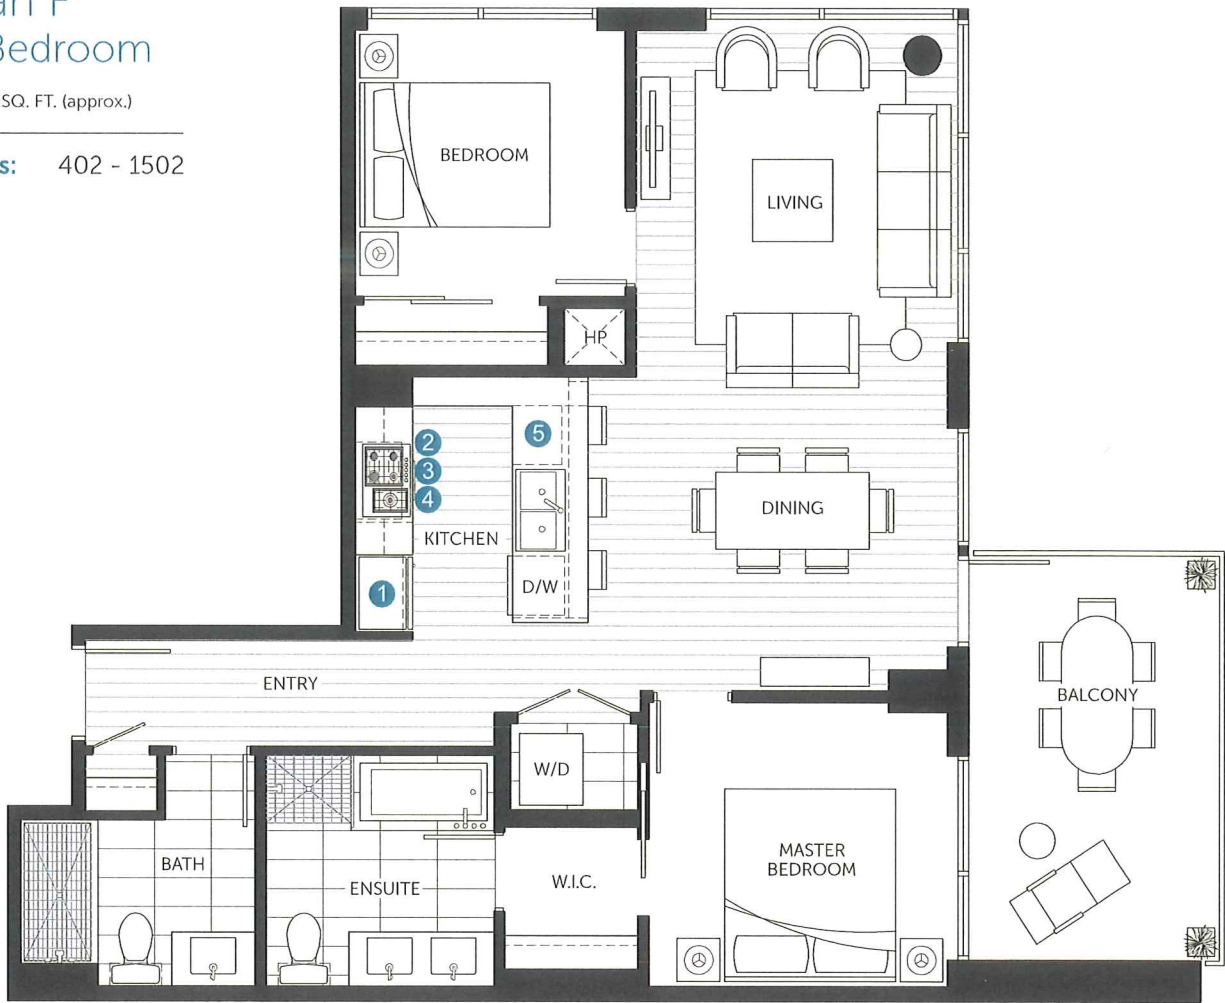 an F
Bedroom
SQ. FT. (approx.)
s: 402 - 1502
BEDROOM
LIVING
HP
2
5
3
4
DINING
KITCHEN
D/W
1
ENTRY
BALCONY
W/D
MASTER
BEDROOM
BATH
W.I.C.
ENSUITE